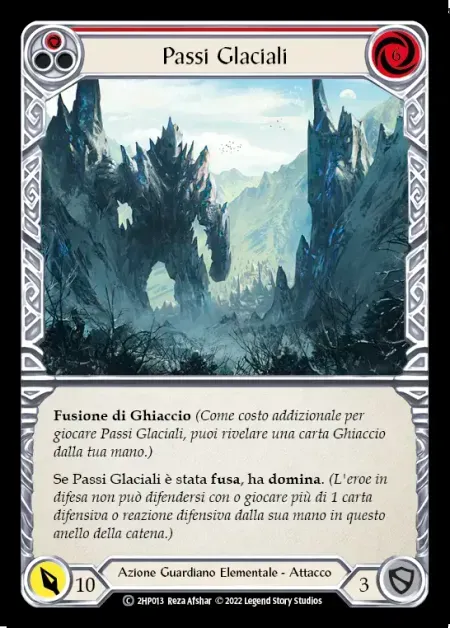 Passi Glaciali
6
Fusione di Ghiaccio (Come costo addizionale per
giocare Passi Glaciali, puoi rivelare una carta Ghiaccio
dalla tua mano.)
Se Passi Glaciali è stata fusa, ha domina. (L'eroe in
difesa non può difendersi con o giocare più di 1 carta
difensiva o reazione difensiva dalla sua mano in questo
anello della catena.)
10
Azione Guardiano Elementale - Attacco
3
C 2HP013 Reza Afshar © 2022 Legend Story Studios